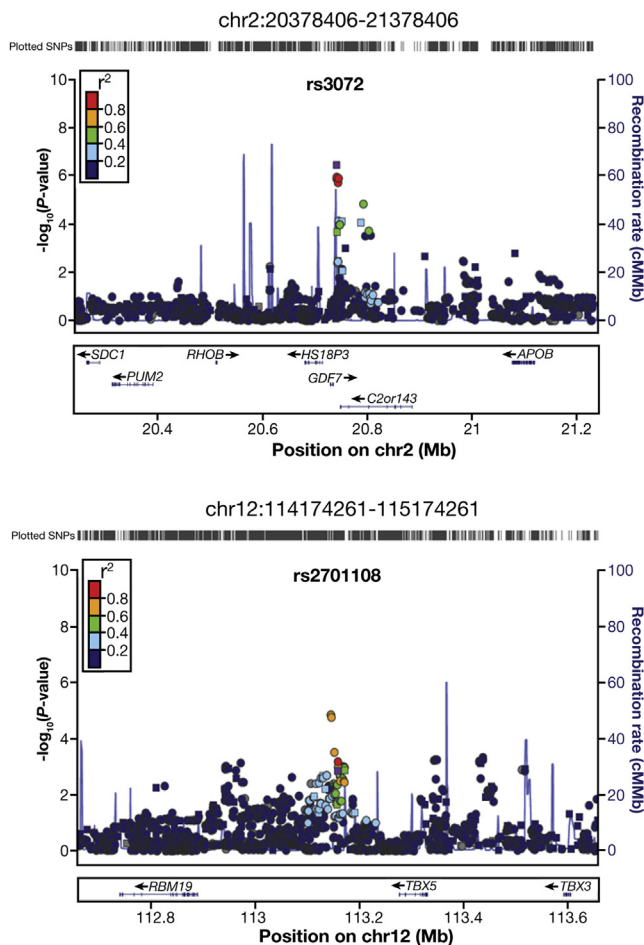 chr2:20378406-21378406
Plotted SNPs
rs3072
r2
0.8
0.6
0.4
0.2
10
8
6
4
2
0
-log10(P-value)
100
80
60
40
20
0
Recombination rate (cMMb)
SDC1
RHOB
HS18P3
APOB
PUM2
GDF7
C2or143
20.4
20.6
20.8
21
21.2
Position on chr2 (Mb)
chr12:114174261-115174261
Plotted SNPs
rs2701108
r2
0.8
0.6
0.4
0.2
10
8
6
4
2
0
-log10(P-value)
100
80
60
40
20
0
Recombination rate (cMMb)
RBM19
TBX5
TBX3
112.8
113
113.2
113.4
113.6
Position on chr12 (Mb)